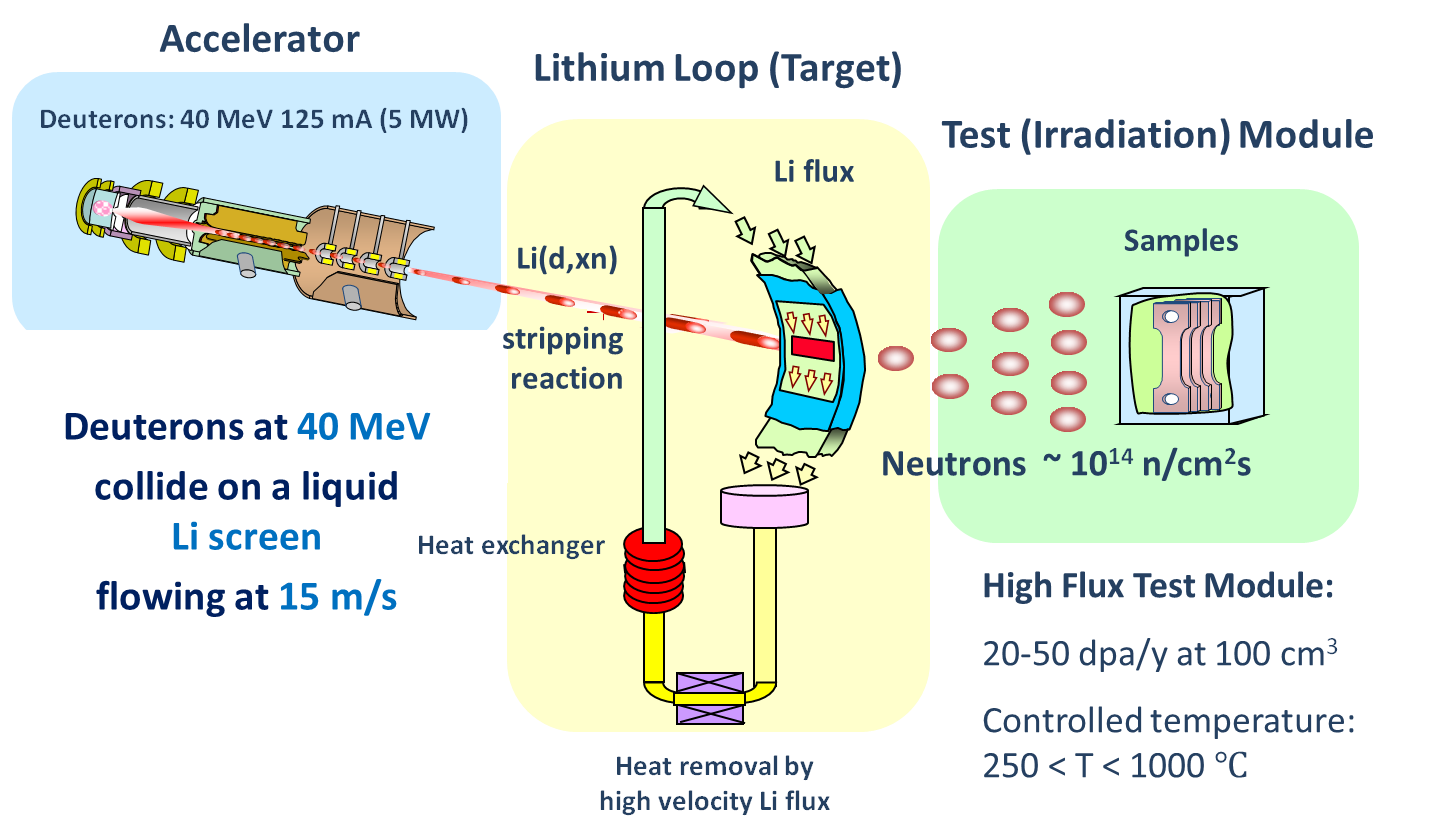 Accelerator
Deuterons: 40 MeV 125 mA (5 MW)
Lithium Loop (Target)
Test (Irradiation) Module
Li flux
Li(d,xn)
stripping
reaction
Samples
Deuterons at 40 MeV
collide on a liquid
Li screen
flowing at 15 m/s
Neutrons ~ 10¹⁴ n/cm²s
Heat exchanger
High Flux Test Module:
20-50 dpa/y at 100 cm³
Controlled temperature:
250 < T < 1000 °C
Heat removal by
high velocity Li flux